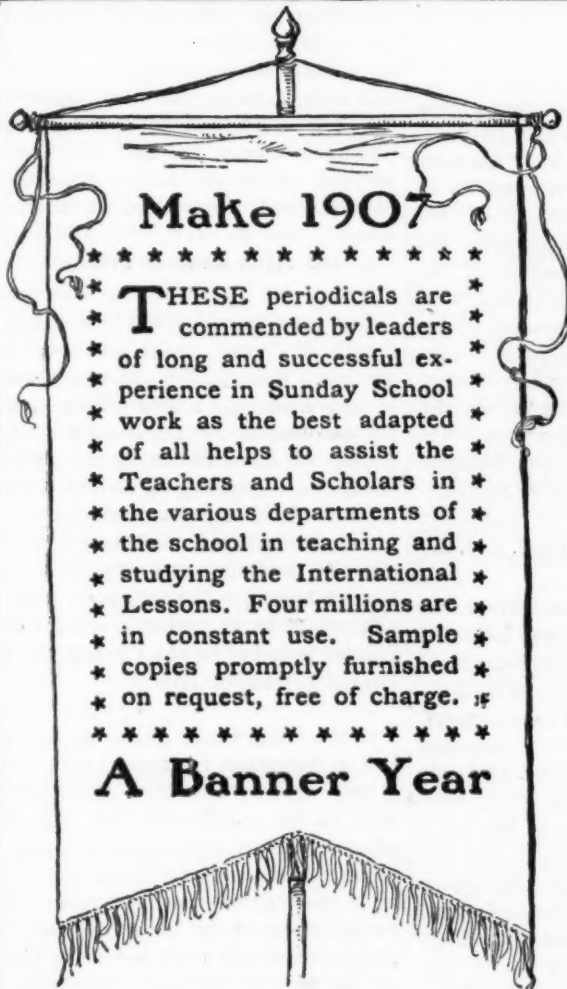 Make 1907
THESE periodicals are
commended by leaders
of long and successful ex-
perience in Sunday School
work as the best adapted
of all helps to assist the
Teachers and Scholars in
the various departments of
the school in teaching and
studying the International
Lessons. Four millions are
in constant use. Sample
copies promptly furnished
on request, free of charge.
A Banner Year